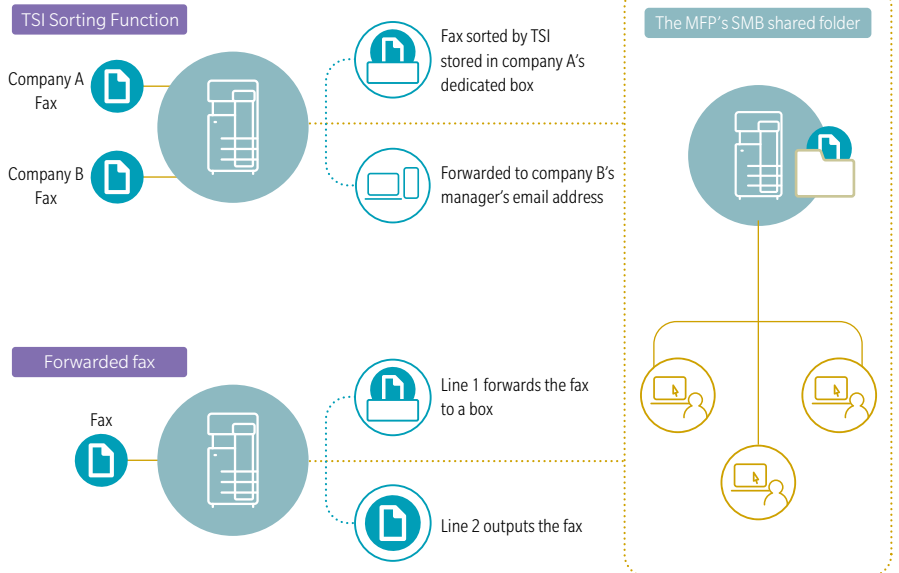 TSI Sorting Function
Company A
Fax
Company B
Fax
Fax sorted by TSI
stored in company A’s
dedicated box
Forwarded to company B’s
manager’s email address
The MFP’s SMB shared folder
Forwarded fax
Fax
Line 1 forwards the fax
to a box
Line 2 outputs the fax